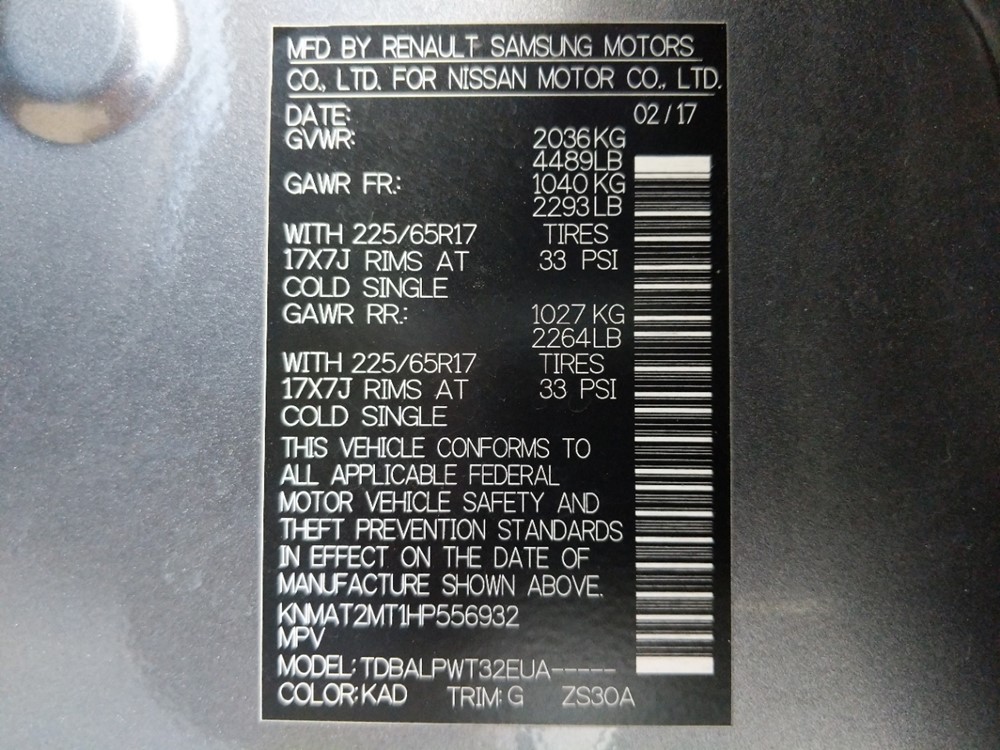 MFD BY RENAULT SAMSUNG MOTORS
CO., LTD. FOR NISSAN MOTOR CO., LTD.
DATE: 02/17
GVWR: 2036KG
4489LB
GAWR FR.: 1040KG
2293LB
WITH 225/65R17 TIRES
17X7J RIMS AT 33 PSI
COLD SINGLE
GAWR RR.: 1027KG
2264LB
WITH 225/65R17 TIRES
17X7J RIMS AT 33 PSI
COLD SINGLE
THIS VEHICLE CONFORMS TO
ALL APPLICABLE FEDERAL
MOTOR VEHICLE SAFETY AND
THEFT PREVENTION STANDARDS
IN EFFECT ON THE DATE OF
MANUFACTURE SHOWN ABOVE.
KNMAT2MT1HP556932
MPV
MODEL: TDBALPWT32EUA-----
COLOR: KAD TRIM: G ZS30A